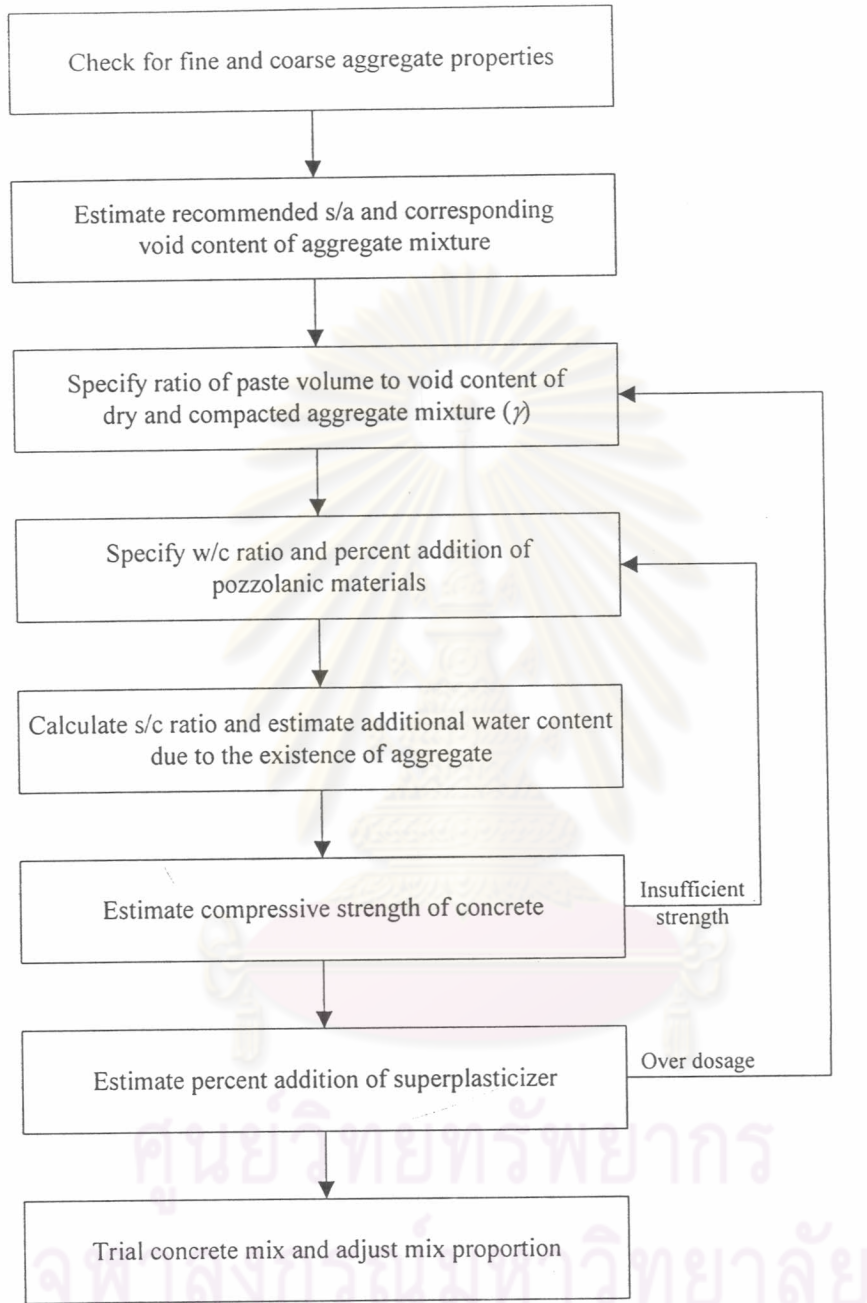 Check for fine and coarse aggregate properties
Estimate recommended s/a and corresponding
void content of aggregate mixture
Specify ratio of paste volume to void content of
dry and compacted aggregate mixture (γ)
Specify w/c ratio and percent addition of
pozzolanic materials
Calculate s/c ratio and estimate additional water content
due to the existence of aggregate
Estimate compressive strength of concrete
Insufficient
strength
Estimate percent addition of superplasticizer
Over dosage
Trial concrete mix and adjust mix proportion
ศูนย์วิทยทรัพยากร
จุฬาลงกรณ์มหาวิทยาลัย